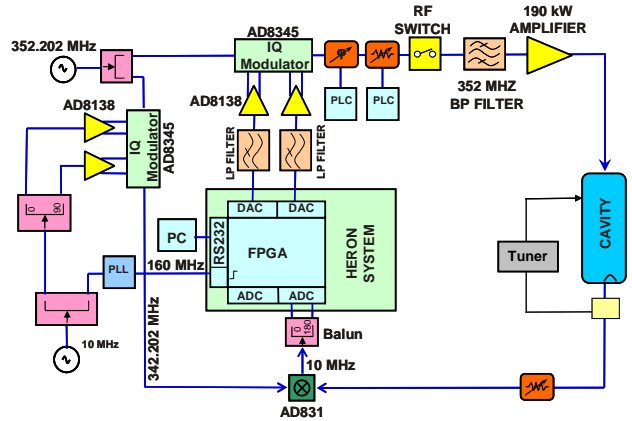 AD8345
RF
SWITCH
190 kW
AMPLIFIER
352.202 MHz
IQ
Modulator
φ
PLC
PLC
352 MHZ
BP FILTER
AD8138
AD8138
IQ
Modulator
AD8345
LP FILTER
LP FILTER
0
90
DAC
DAC
PC
RS232
FPGA
HERON
SYSTEM
CAVITY
Tuner
PLL
160 MHz
ADC
ADC
0
180
Balun
10 MHz
342.202 MHz
10 MHz
AD831